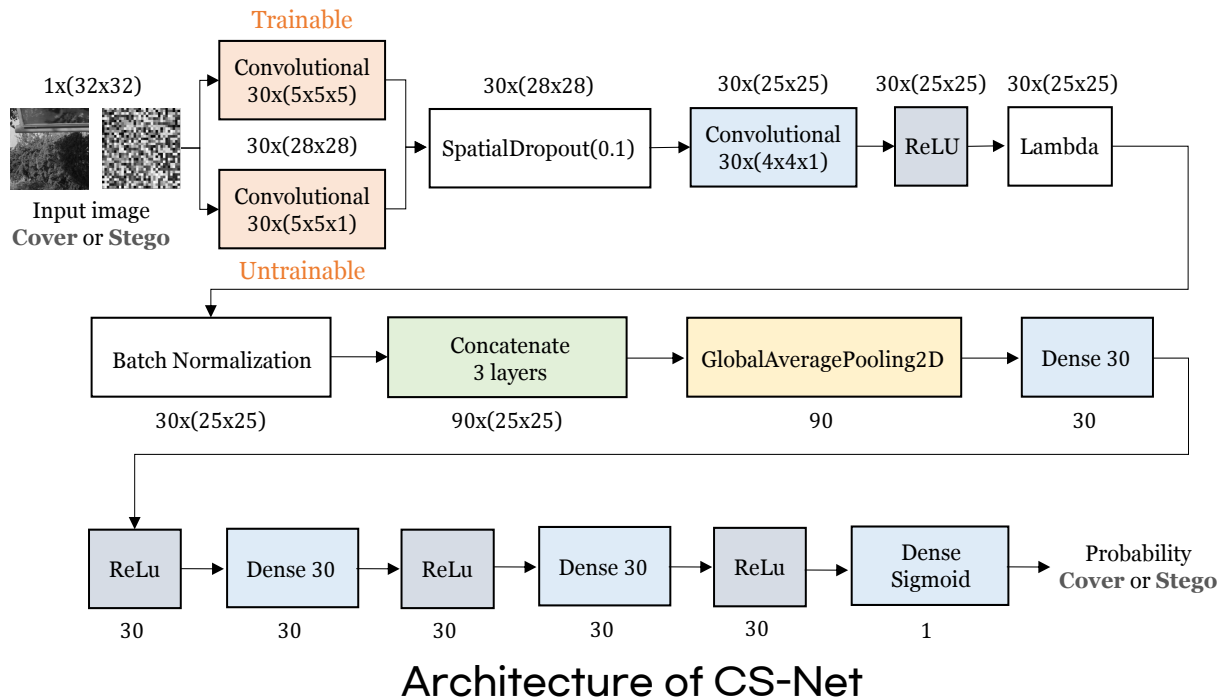 Trainable
1x(32x32)
Convolutional
30x(5x5x5)
30x(28x28)
Convolutional
30x(5x5x1)
Untrainable
Input image
Cover or Stego
30x(28x28)
SpatialDropout(0.1)
30x(25x25)
Convolutional
30x(4x4x1)
30x(25x25)
ReLU
30x(25x25)
Lambda
Batch Normalization
30x(25x25)
Concatenate
3 layers
90x(25x25)
GlobalAveragePooling2D
90
Dense 30
30
ReLu
30
Dense 30
30
ReLu
30
Dense 30
30
ReLu
30
Dense
Sigmoid
1
Probability
Cover or Stego
Architecture of CS-Net